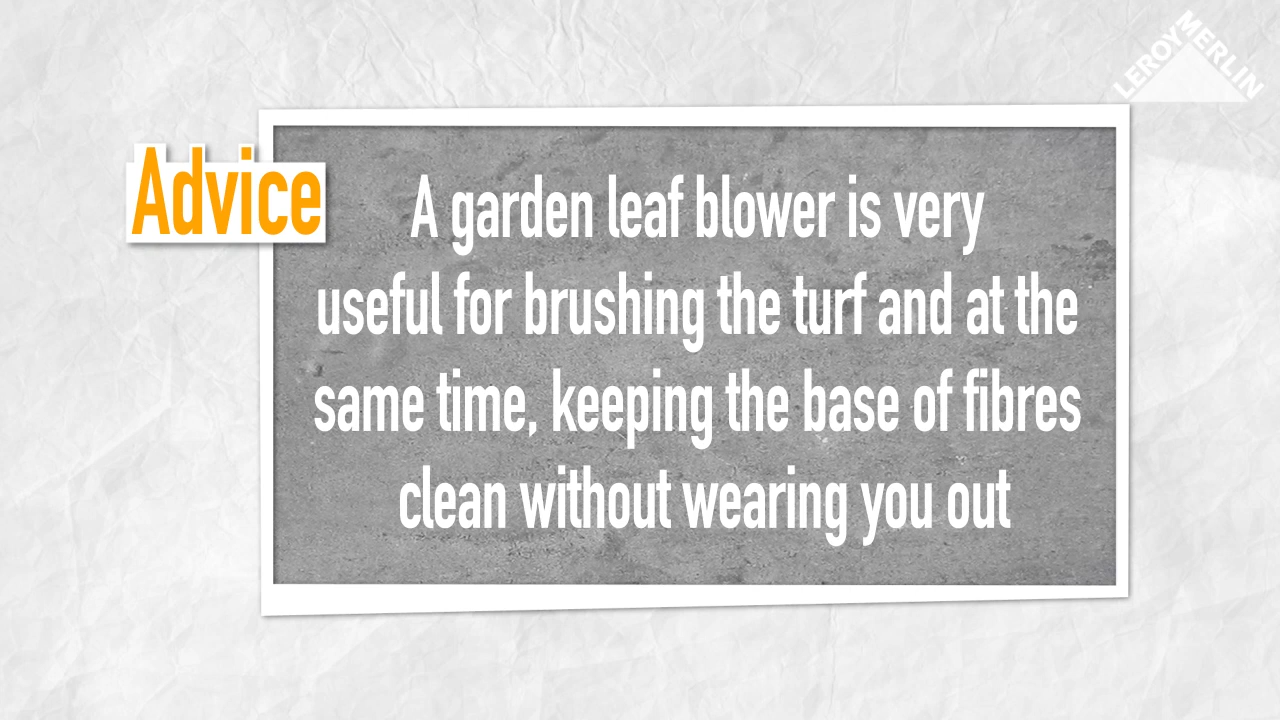 LEROY MERLIN
Advice
A garden leaf blower is very
useful for brushing the turf and at the
same time, keeping the base of fibres
clean without wearing you out